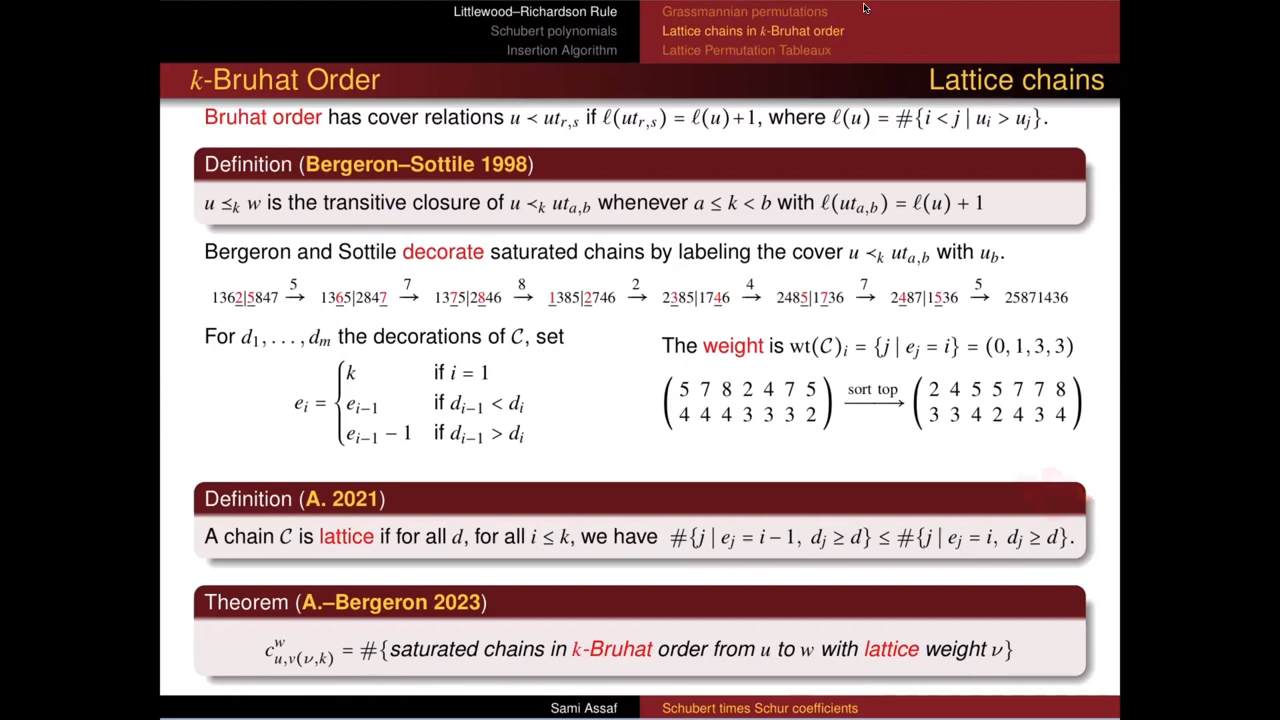 Littlewood–Richardson Rule
Schubert polynomials
Insertion Algorithm
Grassmannian permutations
Lattice chains in k-Bruhat order
Lattice Permutation Tableaux
k-Bruhat Order
Lattice chains
Bruhat order has cover relations u ≺ ut_{r,s} if ℓ(ut_{r,s}) = ℓ(u)+1, where ℓ(u) = #{i < j | u_i > u_j}.
Definition (Bergeron–Sottile 1998)
u ≤_k w is the transitive closure of u ≺_k ut_{a,b} whenever a ≤ k < b with ℓ(ut_{a,b}) = ℓ(u) + 1
Bergeron and Sottile decorate saturated chains by labeling the cover u ≺_k ut_{a,b} with u_b.
1362|5847 →^5 1365|2847 →^7 1375|2846 →^8 1385|2746 →^2 2385|1746 →^4 2485|1736 →^7 2487|1536 →^5 25871436
For d_1, . . . , d_m the decorations of C, set
e_i = { k if i = 1
e_{i−1} if d_{i−1} < d_i
e_{i−1} − 1 if d_{i−1} > d_i
The weight is wt(C)_i = {j | e_j = i} = (0, 1, 3, 3)
( 5 7 8 2 4 7 5 ) sort top → ( 2 4 5 5 7 7 8 )
( 4 4 4 3 3 3 2 ) ( 3 3 4 2 4 3 4 )
Definition (A. 2021)
A chain C is lattice if for all d, for all i ≤ k, we have #{j | e_j = i − 1, d_j ≥ d} ≤ #{j | e_j = i, d_j ≥ d}.
Theorem (A.–Bergeron 2023)
c^w_{u,v(ν,k)} = #{saturated chains in k-Bruhat order from u to w with lattice weight ν}
Sami Assaf
Schubert times Schur coefficients